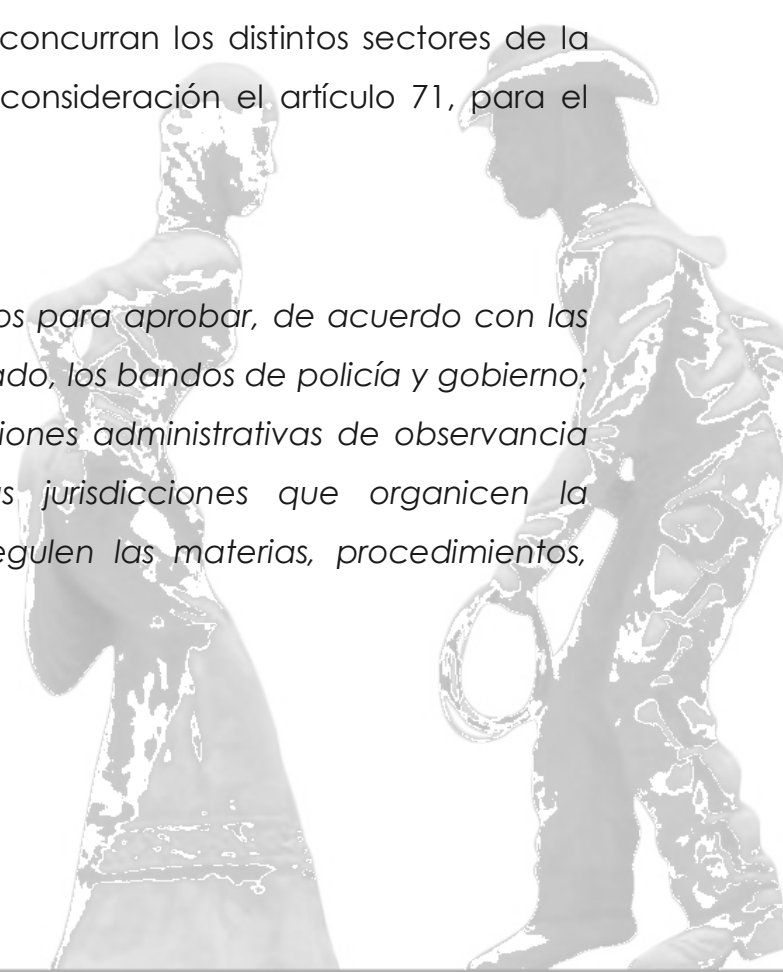 concurran los distintos sectores de la
consideración el artículo 71, para el
os para aprobar, de acuerdo con las
ado, los bandos de policía y gobierno;
iones administrativas de observancia
s jurisdicciones que organicen la
egulen las materias, procedimientos,